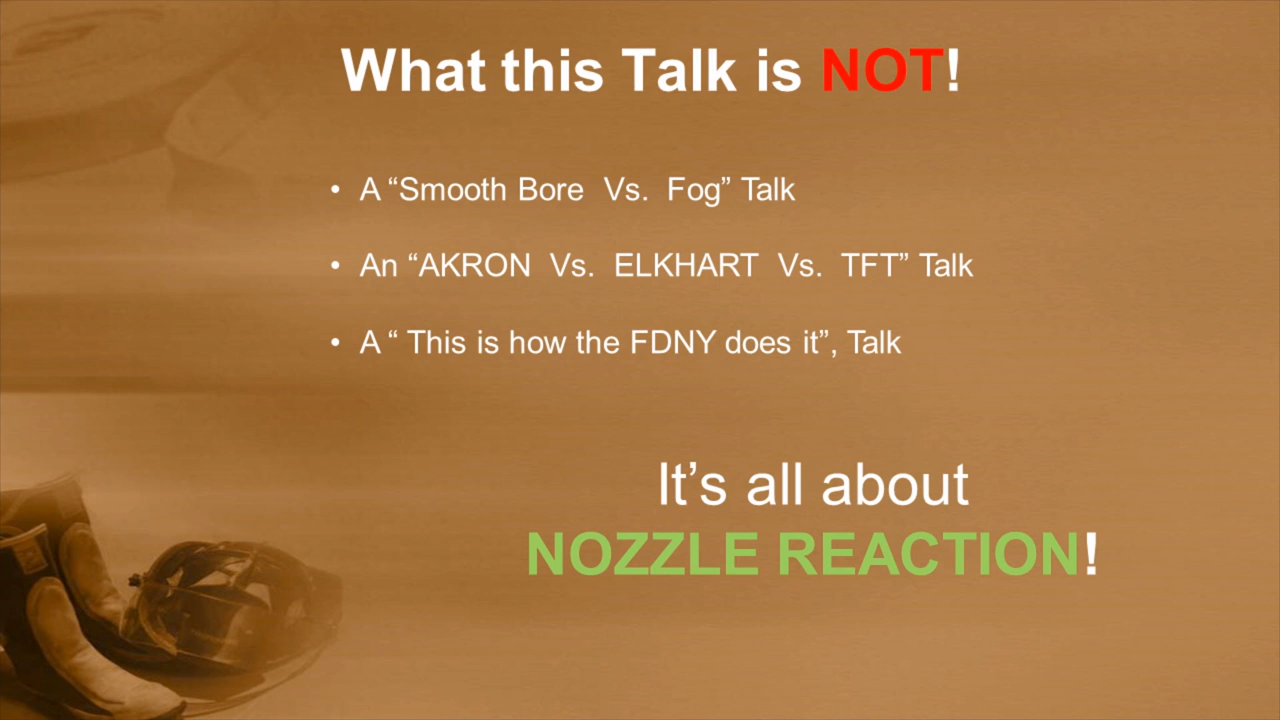 What this Talk is NOT!
• A “Smooth Bore  Vs.  Fog” Talk
• An “AKRON  Vs.  ELKHART  Vs.  TFT” Talk
• A “ This is how the FDNY does it”, Talk
It’s all about
NOZZLE REACTION!